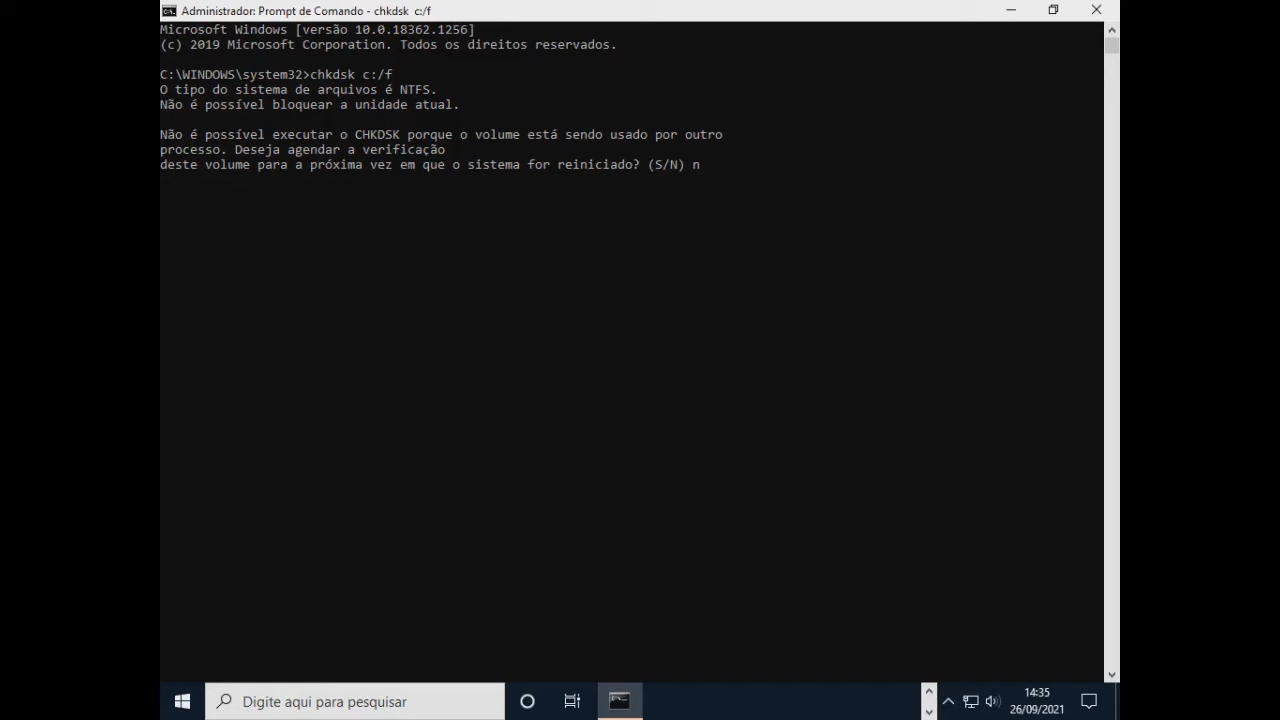 Administrador: Prompt de Comando - chkdsk  c:/f
Microsoft Windows [versão 10.0.18362.1256]
(c) 2019 Microsoft Corporation. Todos os direitos reservados.
C:\WINDOWS\system32>chkdsk c:/f
O tipo do sistema de arquivos é NTFS.
Não é possível bloquear a unidade atual.
Não é possível executar o CHKDSK porque o volume está sendo usado por outro
processo. Deseja agendar a verificação
deste volume para a próxima vez em que o sistema for reiniciado? (S/N) n
Digite aqui para pesquisar
14:35
26/09/2021